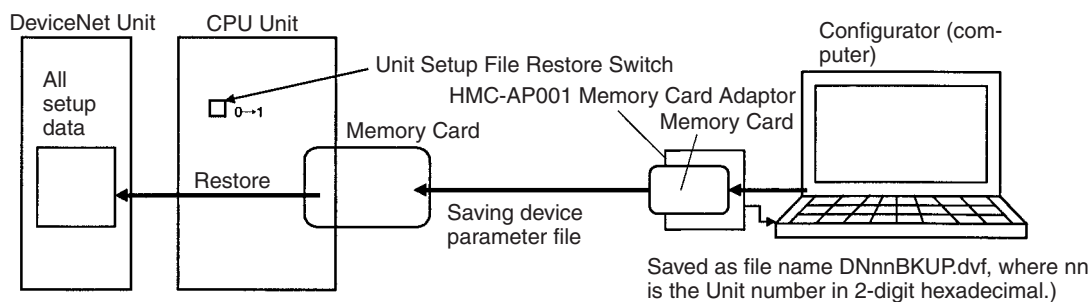 DeviceNet Unit
CPU Unit
Configurator (com-
puter)
Unit Setup File Restore Switch
All
setup
data
0→1
HMC-AP001 Memory Card Adaptor
Memory Card
Memory Card
Restore
Saving device
parameter file
Saved as file name DNnnBKUP.dvf, where nn
is the Unit number in 2-digit hexadecimal.)